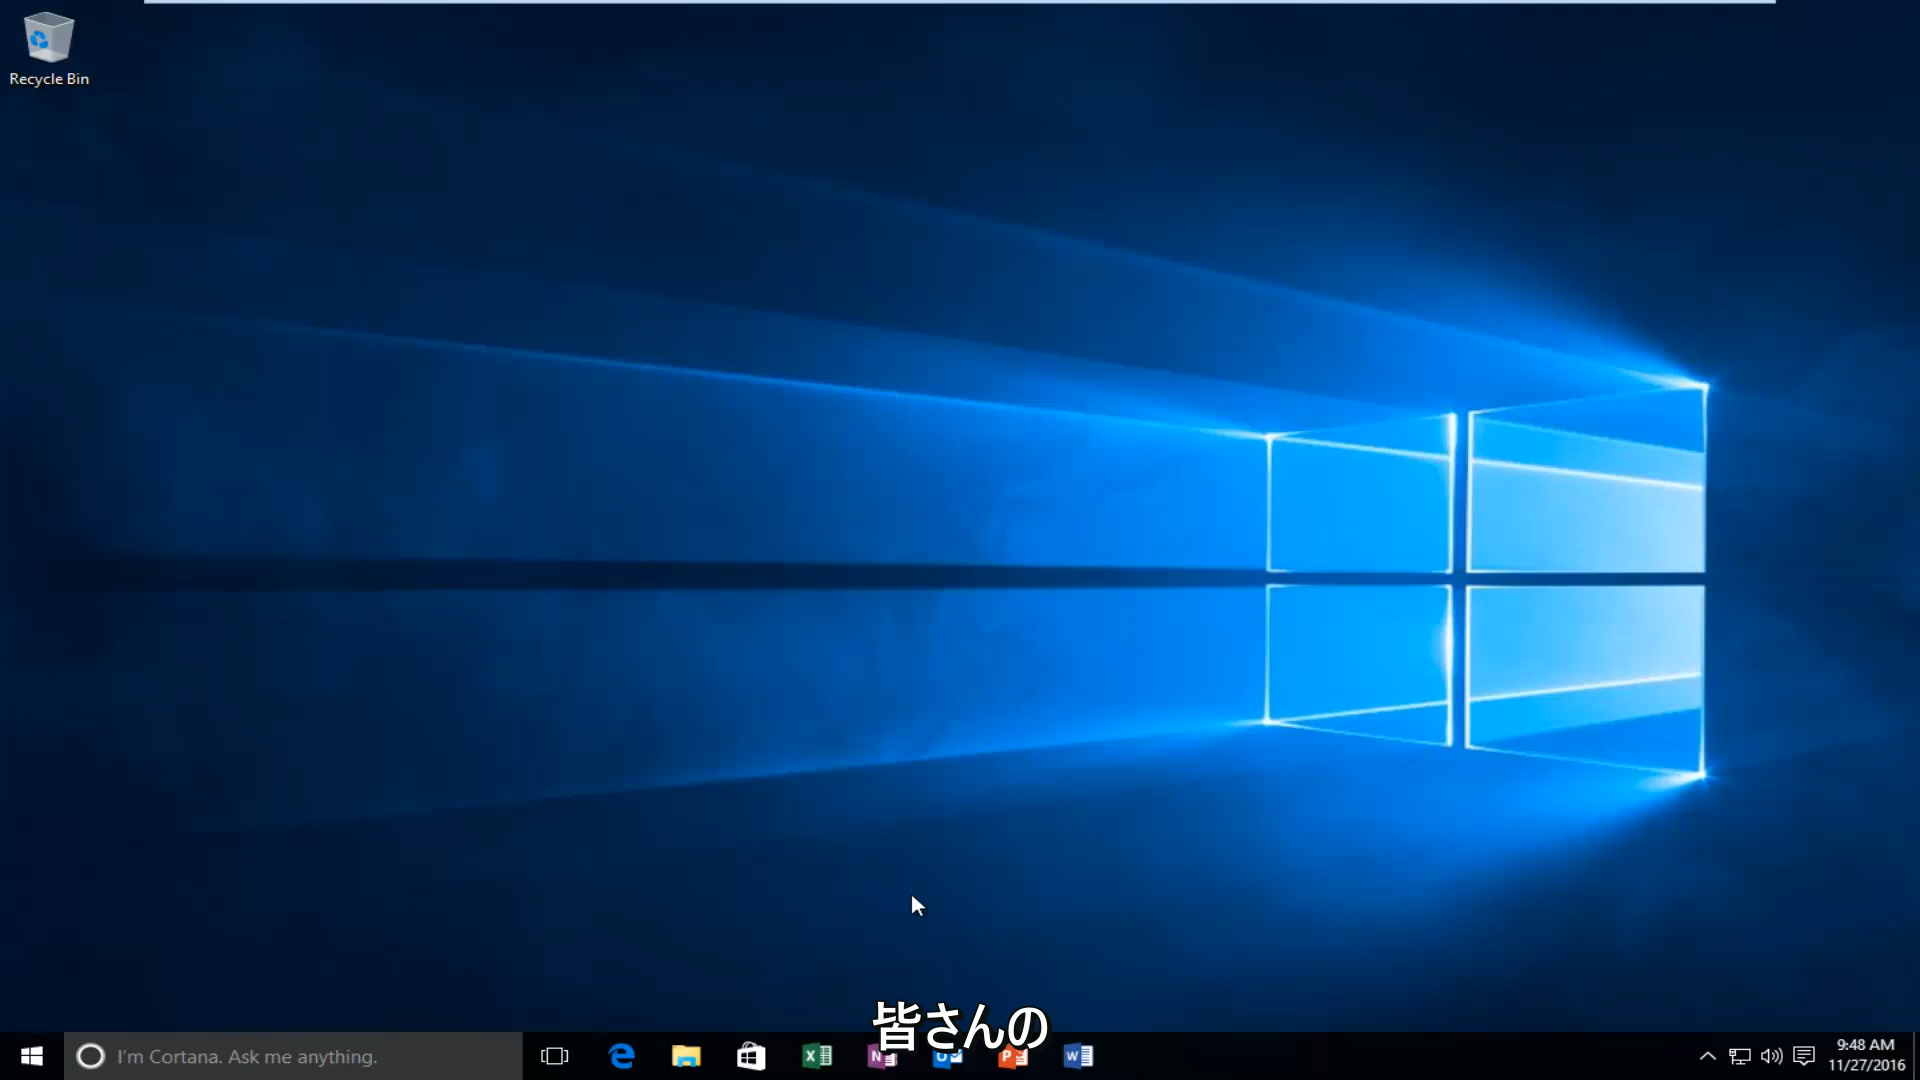 Recycle Bin
皆さんの
I'm Cortana. Ask me anything.
9:48 AM
11/27/2016